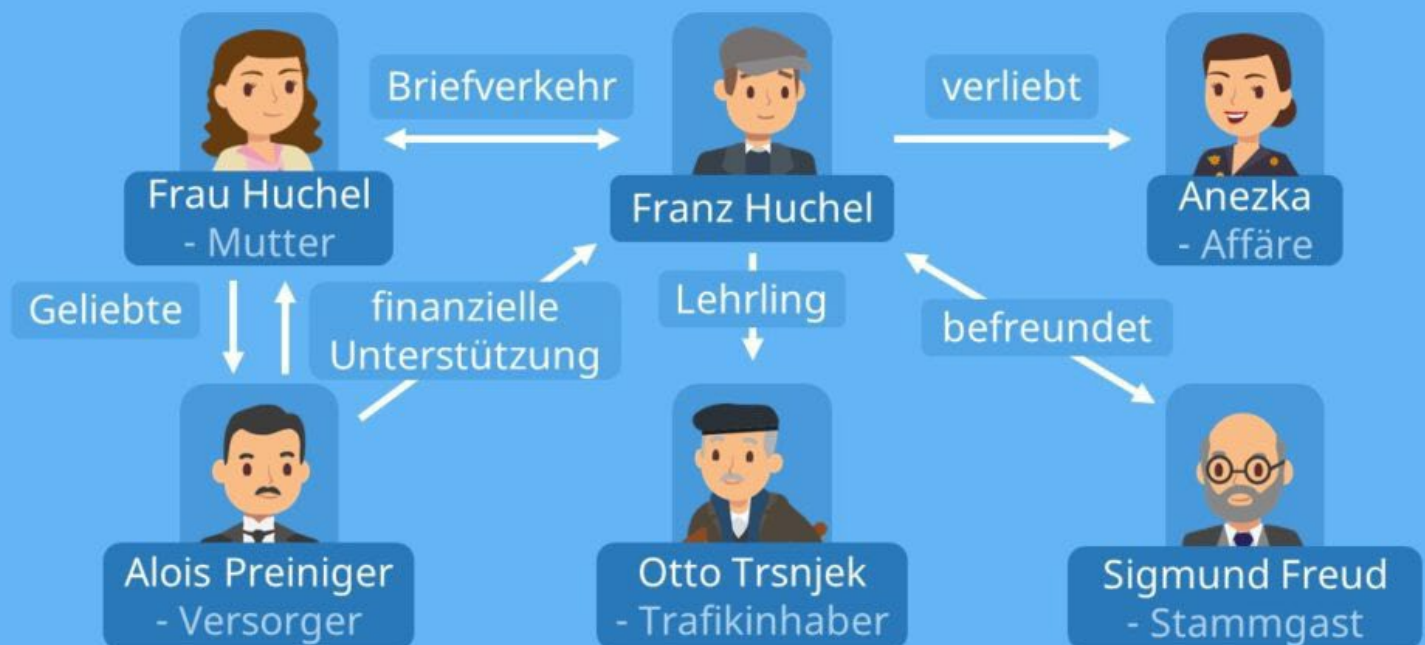 Briefverkehr
verliebt
Frau Huchel
- Mutter
Franz Huchel
Anezka
- Affäre
Geliebte
finanzielle
Unterstützung
Lehrling
befreundet
Alois Preiniger
- Versorger
Otto Trsnjek
- Trafikinhaber
Sigmund Freud
- Stammgast